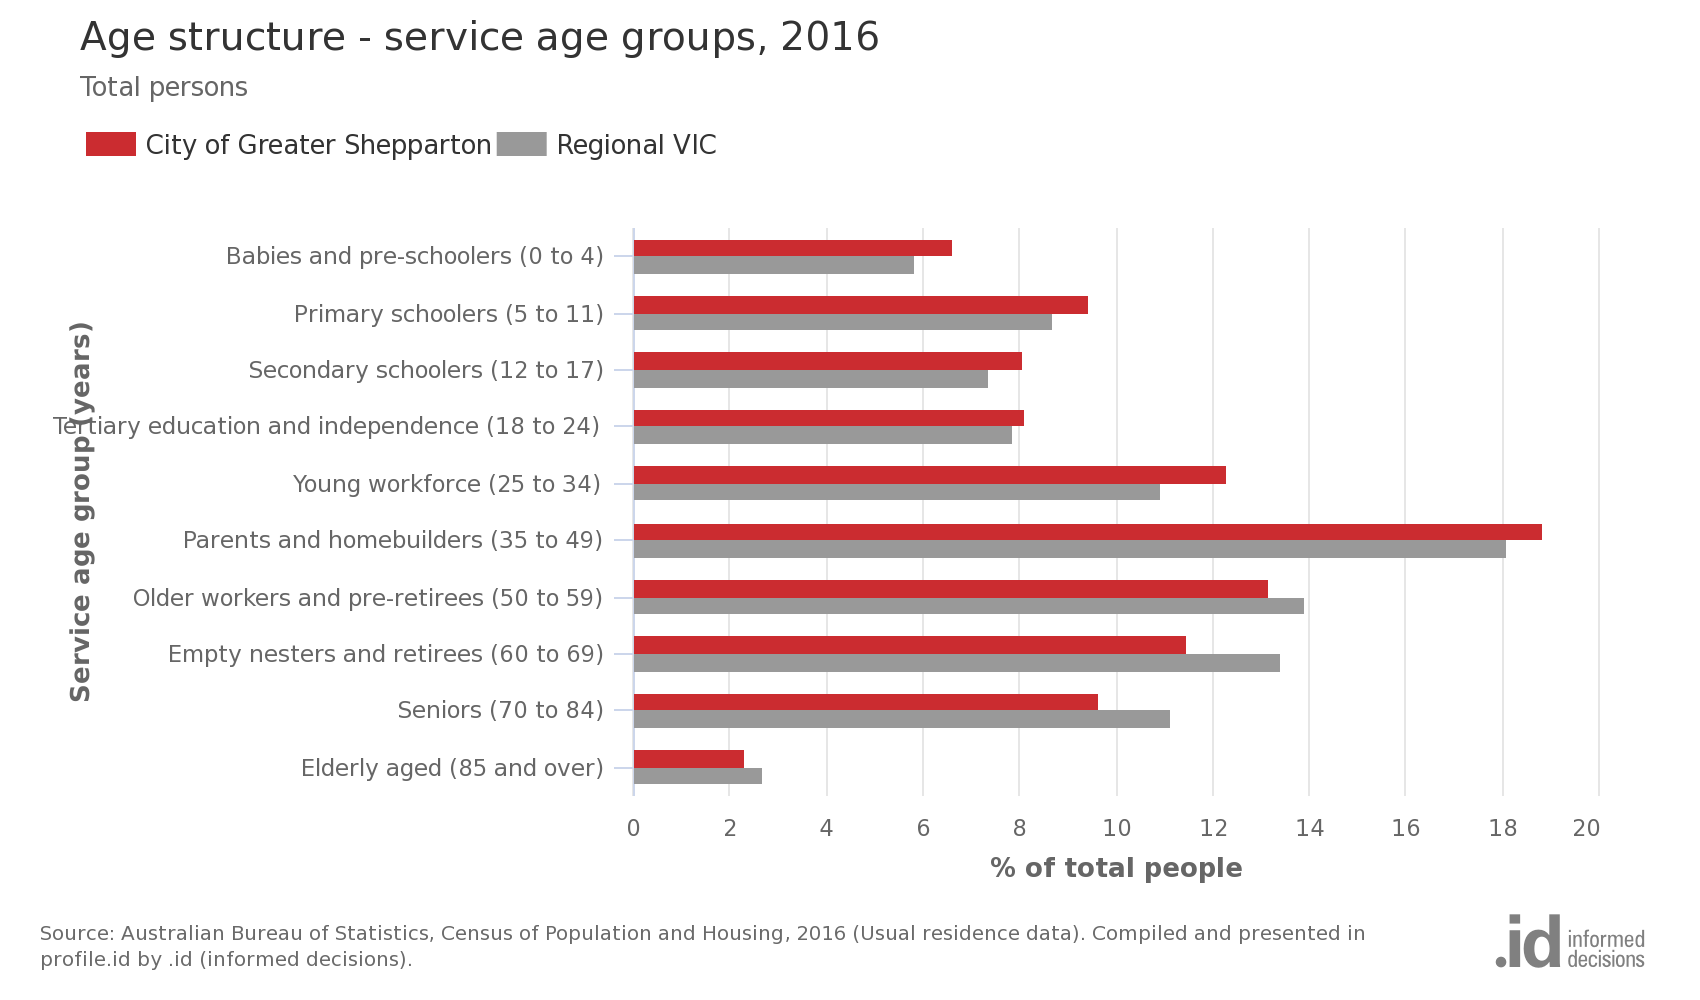 Age structure - service age groups, 2016
Total persons
City of Greater Shepparton
Regional VIC
Service age group (years)
Babies and pre-schoolers (0 to 4)
Primary schoolers (5 to 11)
Secondary schoolers (12 to 17)
Tertiary education and independence (18 to 24)
Young workforce (25 to 34)
Parents and homebuilders (35 to 49)
Older workers and pre-retirees (50 to 59)
Empty nesters and retirees (60 to 69)
Seniors (70 to 84)
Elderly aged (85 and over)
0 2 4 6 8 10 12 14 16 18 20
% of total people
Source: Australian Bureau of Statistics, Census of Population and Housing, 2016 (Usual residence data). Compiled and presented in
profile.id by .id (informed decisions).
.id informed
decisions